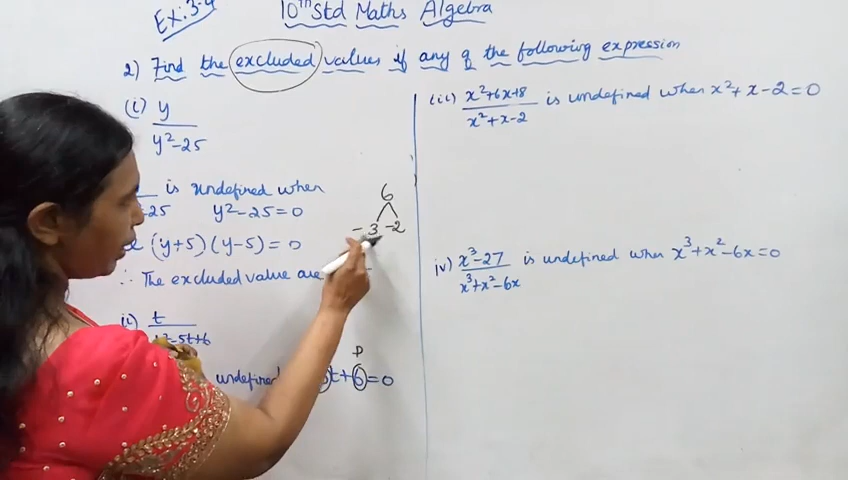 Ex:3.4
10th Std Maths Algebra
2) Find the excluded values if any of the following expression
(i) y
y²-25
is undefined when
-25 y²-25=0
(y+5)(y-5)=0
∴ The excluded value are
ii) t
-5t+6
undefined t+6=0
P
6
-3 -2
(iii) x²+6x+8 is undefined when x²+x-2=0
x²+x-2
iv) x³-27 is undefined when x³+x²-6x=0
x³+x²-6x